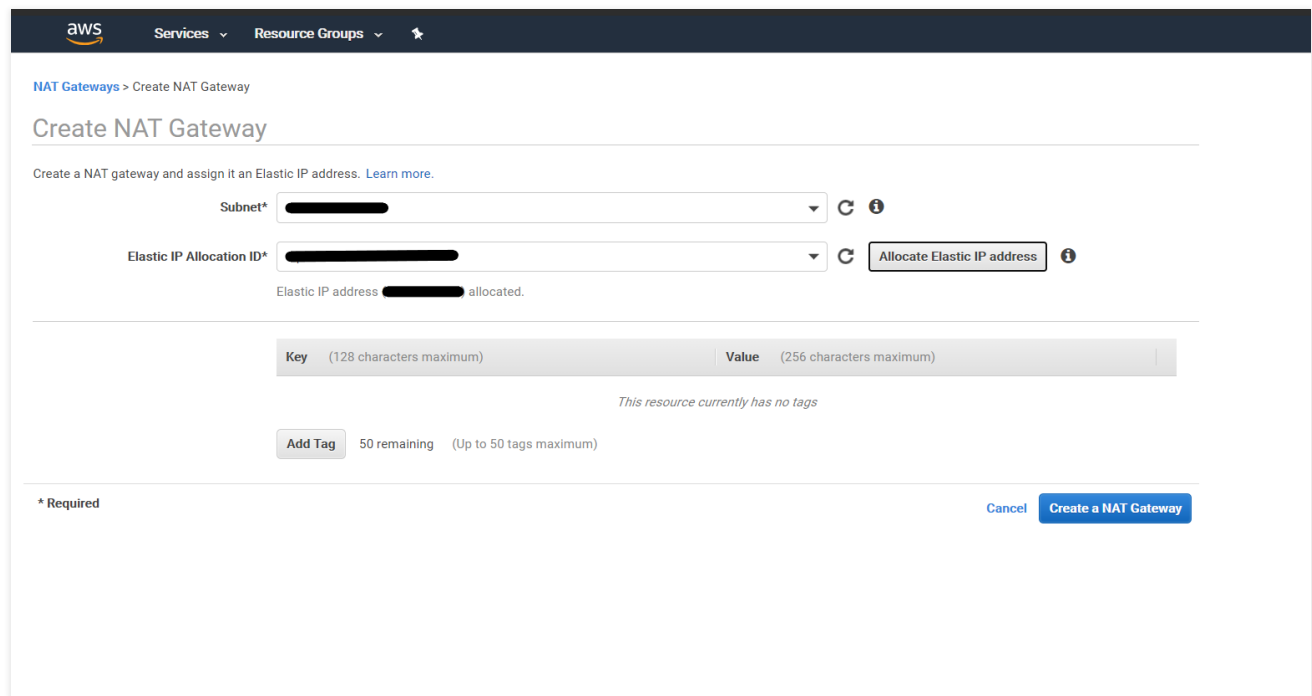 aws Services Resource Groups
NAT Gateways > Create NAT Gateway
Create NAT Gateway
Create a NAT gateway and assign it an Elastic IP address. Learn more.
Subnet*
Elastic IP Allocation ID* Allocate Elastic IP address
Elastic IP address ( ) allocated.
Key (128 characters maximum) Value (256 characters maximum)
This resource currently has no tags
Add Tag 50 remaining (Up to 50 tags maximum)
* Required
Cancel Create a NAT Gateway